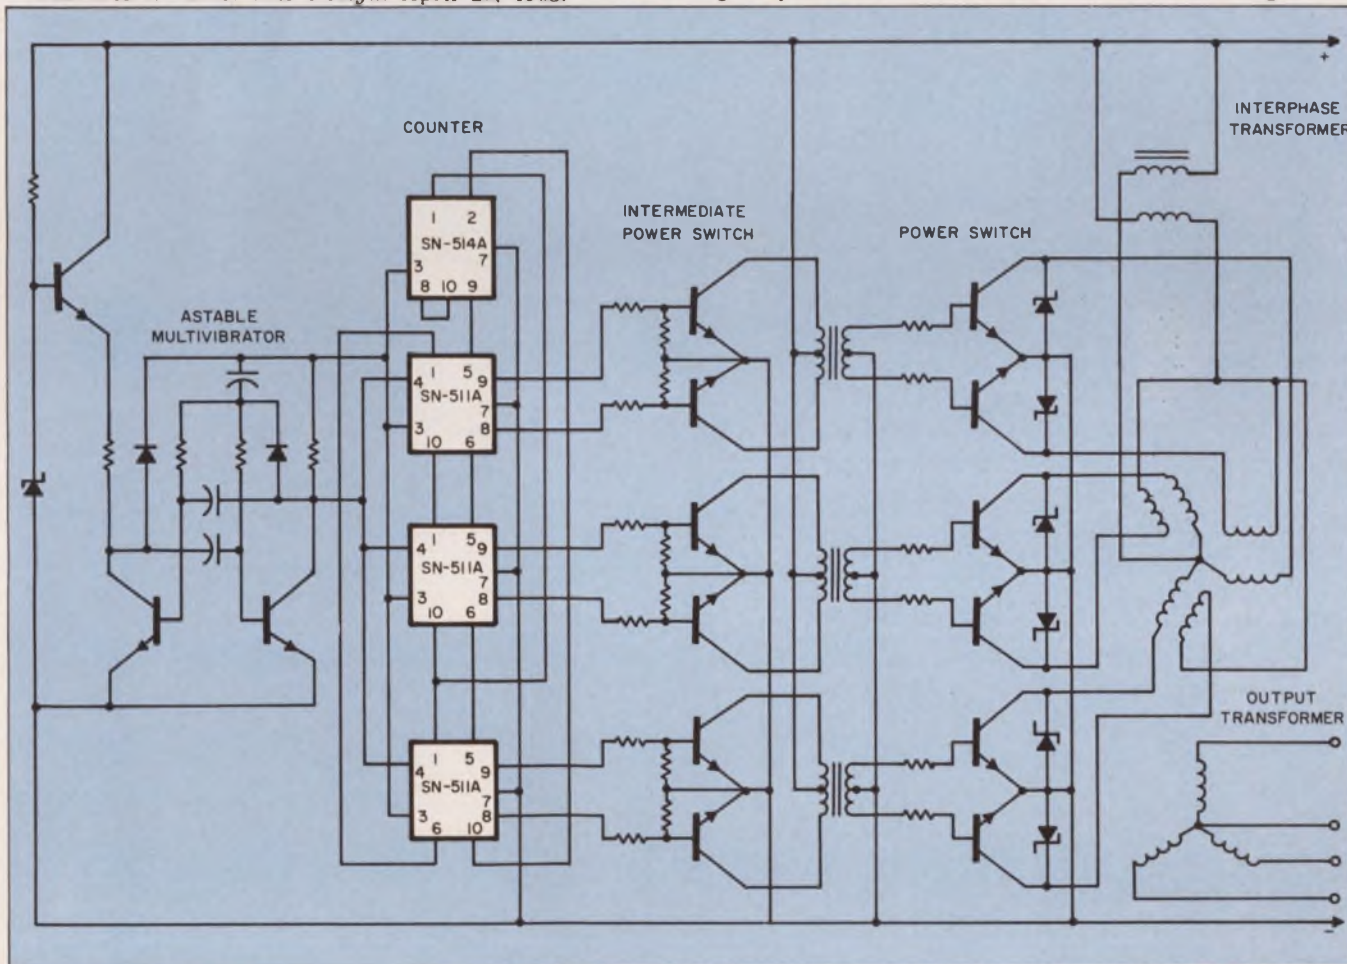 COUNTER
INTERPHASE
TRANSFORMER
INTERMEDIATE
POWER SWITCH
POWER SWITCH
ASTABLE
MULTIVIBRATOR
1 2
SN-514A
7
3
8 10 9
1 5
4 9
SN-511A
7
3 8
10 6
1 5
4 9
SN-511A
7
3 8
10 6
1 5
4 9
SN-511A
7
3 8
6 10
OUTPUT
TRANSFORMER
+
-